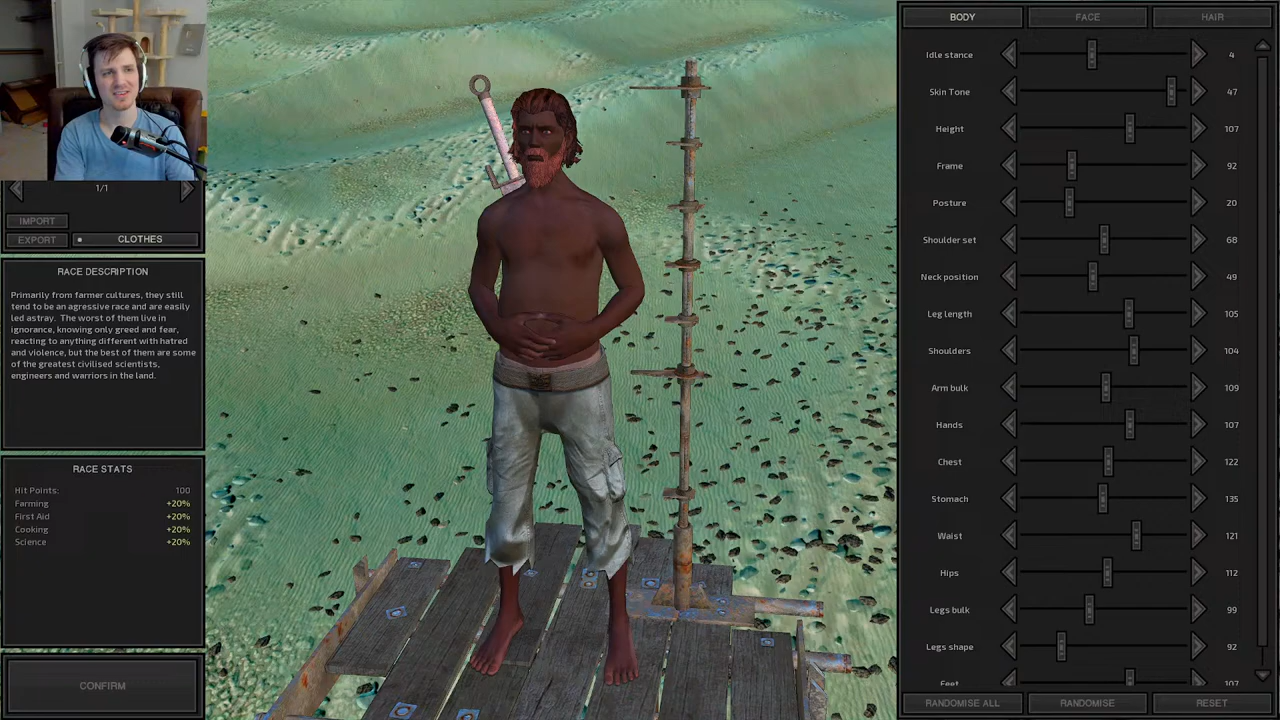 1/1
IMPORT
EXPORT
CLOTHES
RACE DESCRIPTION
Primarily from farmer cultures, they still
tend to be an agressive race and are easily
led astray. The worst of them live in
ignorance, knowing only greed and fear,
reacting to anything different with hatred
and violence, but the best of them are some
of the greatest civilised scientists,
engineers and warriors in the land.
RACE STATS
Hit Points: 100
Farming +20%
First Aid +20%
Cooking +20%
Science +20%
CONFIRM
BODY FACE HAIR
Idle stance 4
Skin Tone 47
Height 107
Frame 92
Posture 20
Shoulder set 68
Neck position 49
Leg length 105
Shoulders 104
Arm bulk 109
Hands 107
Chest 122
Stomach 135
Waist 121
Hips 112
Legs bulk 99
Legs shape 92
Feet 107
RANDOMISE ALL RANDOMISE RESET